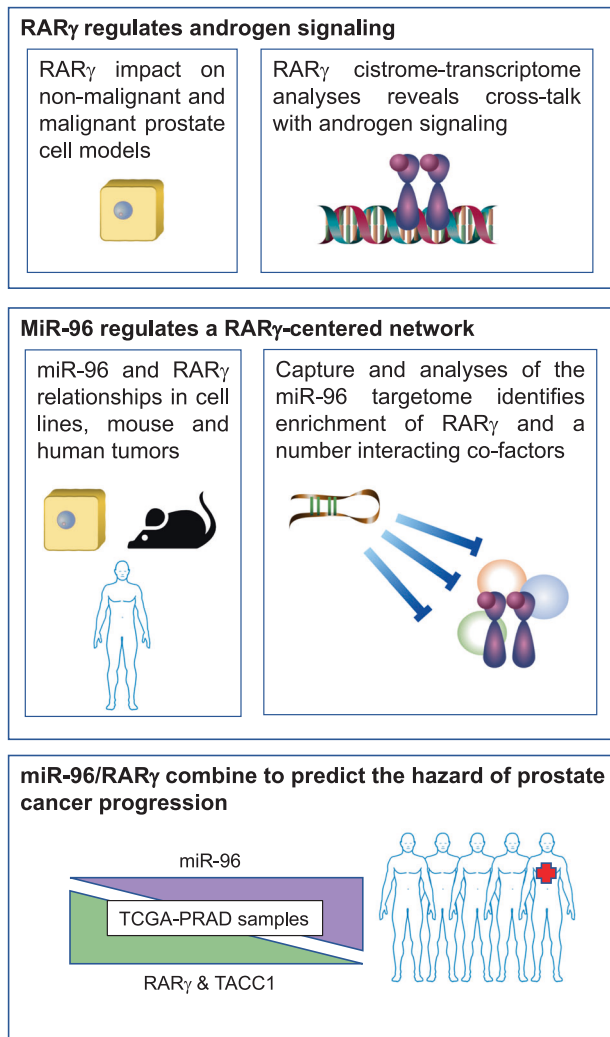 RARγ regulates androgen signaling
RARγ impact on
non-malignant and
malignant prostate
cell models
RARγ cistrome-transcriptome
analyses reveals cross-talk
with androgen signaling
MiR-96 regulates a RARγ-centered network
miR-96 and RARγ
relationships in cell
lines, mouse and
human tumors
Capture and analyses of the
miR-96 targetome identifies
enrichment of RARγ and a
number interacting co-factors
miR-96/RARγ combine to predict the hazard of prostate
cancer progression
miR-96
TCGA-PRAD samples
RARγ & TACC1